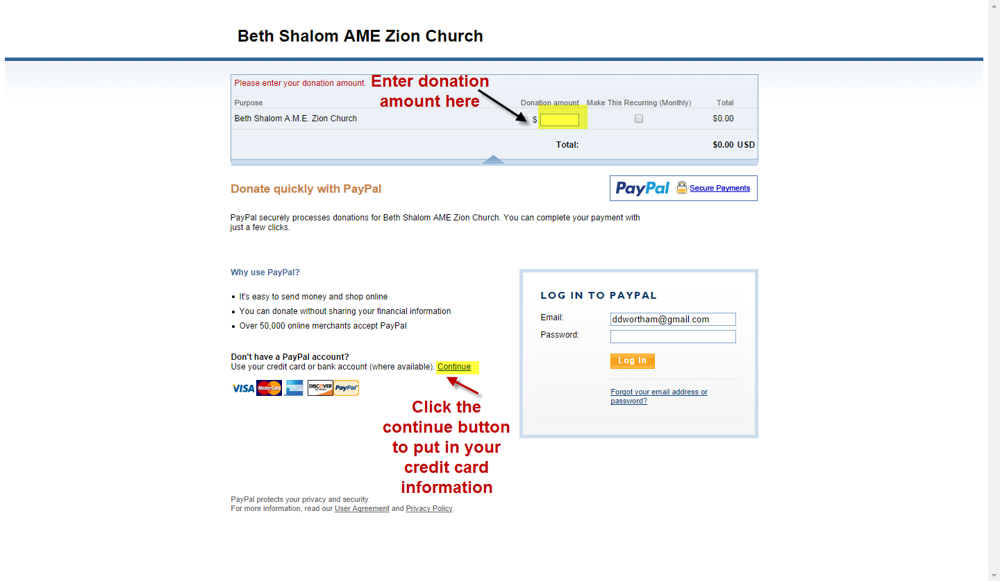 Beth Shalom AME Zion Church
Please enter your donation amount.
Enter donation
amount here
Purpose
Donation amount
Make This Recurring (Monthly)
Total
Beth Shalom A.M.E. Zion Church
$
$0.00
Total:
$0.00 USD
Donate quickly with PayPal
PayPal
Secure Payments
PayPal securely processes donations for Beth Shalom AME Zion Church. You can complete your payment with
just a few clicks.
Why use PayPal?
It's easy to send money and shop online
You can donate without sharing your financial information
Over 50,000 online merchants accept PayPal
Don't have a PayPal account?
Use your credit card or bank account (where available). Continue
VISA MasterCard AMERICAN EXPRESS DISCOVER NETWORK PayPal
Click the
continue button
to put in your
credit card
information
LOG IN TO PAYPAL
Email:
ddwortham@gmail.com
Password:
Log In
Forgot your email address or
password?
PayPal protects your privacy and security.
For more information, read our User Agreement and Privacy Policy.